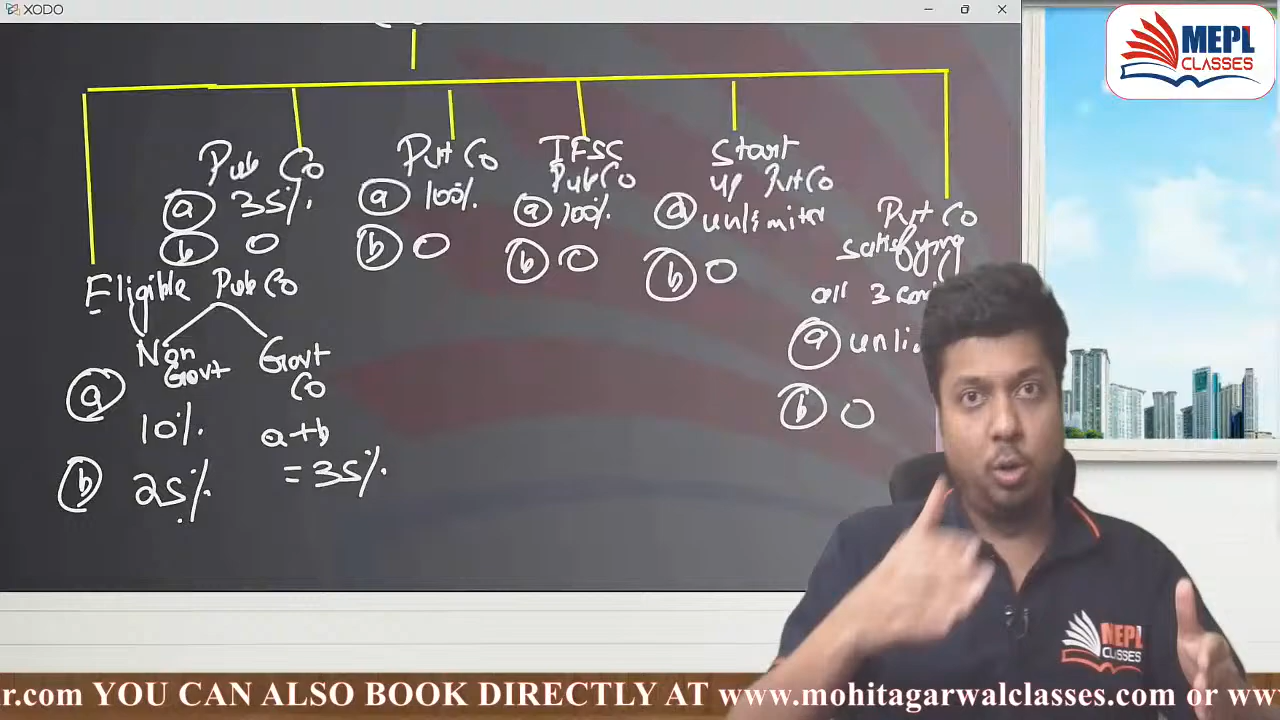 XODO
MEPL
CLASSES
Pub Co
(a) 35%
(b) 0
Pvt Co
(a) 100%
(b) 0
IFSC
Pub Co
(a) 100%
(b) 0
Start
up Pvt Co
(a) unlimited
(b) 0
Pvt Co
satisfying
all 3
(a) unli
(b) 0
Eligible Pub Co
Non
Govt
(a) 10%
(b) 25%
Govt
Co
a+b
= 35%
MEPL
CLASSES
r.com YOU CAN ALSO BOOK DIRECTLY AT www.mohitagarwalclasses.com or ww